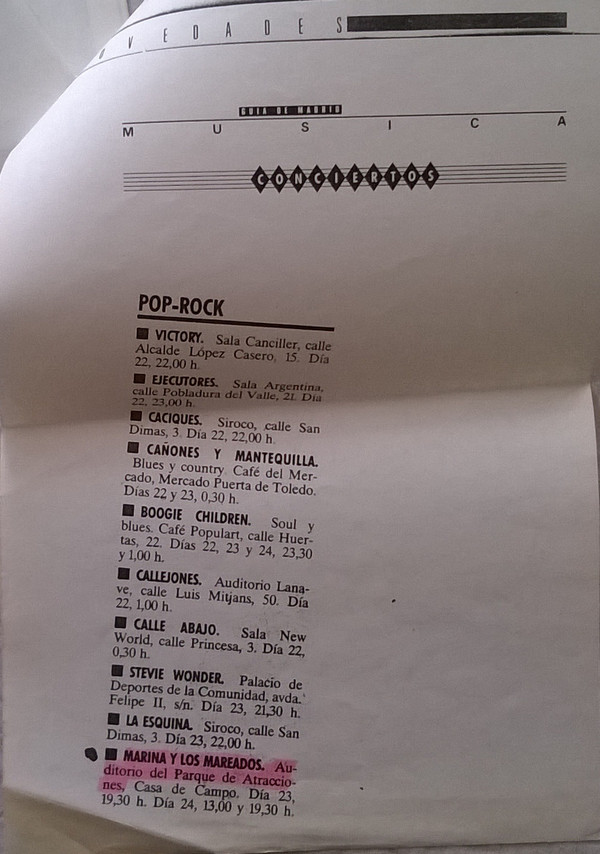 OVEDADES
GUIA DE MADRID
MUSICA
CONCIERTOS
POP-ROCK
VICTORY. Sala Canciller, calle
Alcalde López Casero, 15. Día
22, 22,00 h.
EJECUTORES. Sala Argentina,
calle Pobladura del Valle, 21. Día
22, 23,00 h.
CACIQUES. Siroco, calle San
Dimas, 3. Día 22, 22,00 h.
CAÑONES Y MANTEQUILLA.
Blues y country. Café del Mer-
cado, Mercado Puerta de Toledo.
Días 22 y 23, 0,30 h.
BOOGIE CHILDREN. Soul y
blues. Café Populart, calle Huer-
tas, 22. Días 22, 23 y 24, 23,30
y 1,00 h.
CALLEJONES. Auditorio Lana-
ve, calle Luis Mitjans, 50. Día
22, 1,00 h.
CALLE ABAJO. Sala New
World, calle Princesa, 3. Día 22,
0,30 h.
STEVIE WONDER. Palacio de
Deportes de la Comunidad, avda.
Felipe II, s/n. Día 23, 21,30 h.
LA ESQUINA. Siroco, calle San
Dimas, 3. Día 23, 22,00 h.
MARINA Y LOS MAREADOS. Au-
ditorio del Parque de Atraccio-
nes, Casa de Campo. Día 23,
19,30 h. Día 24, 13,00 y 19,30 h.